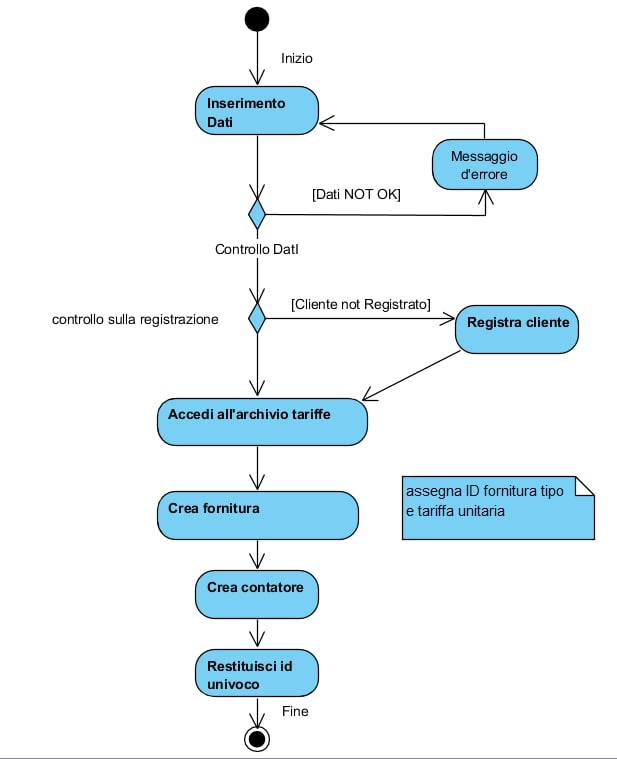 Inizio
Inserimento
Dati
Messaggio
d'errore
[Dati NOT OK]
Controllo DatI
[Cliente not Registrato]
controllo sulla registrazione
Registra cliente
Accedi all'archivio tariffe
assegna ID fornitura tipo
e tariffa unitaria
Crea fornitura
Crea contatore
Restituisci id
univoco
Fine